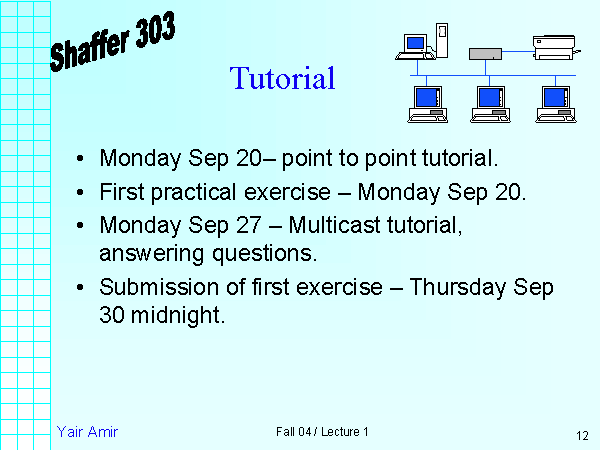 Shaffer 303
Tutorial
• Monday Sep 20– point to point tutorial.
• First practical exercise – Monday Sep 20.
• Monday Sep 27 – Multicast tutorial,
answering questions.
• Submission of first exercise – Thursday Sep
30 midnight.
Yair Amir
Fall 04 / Lecture 1
12